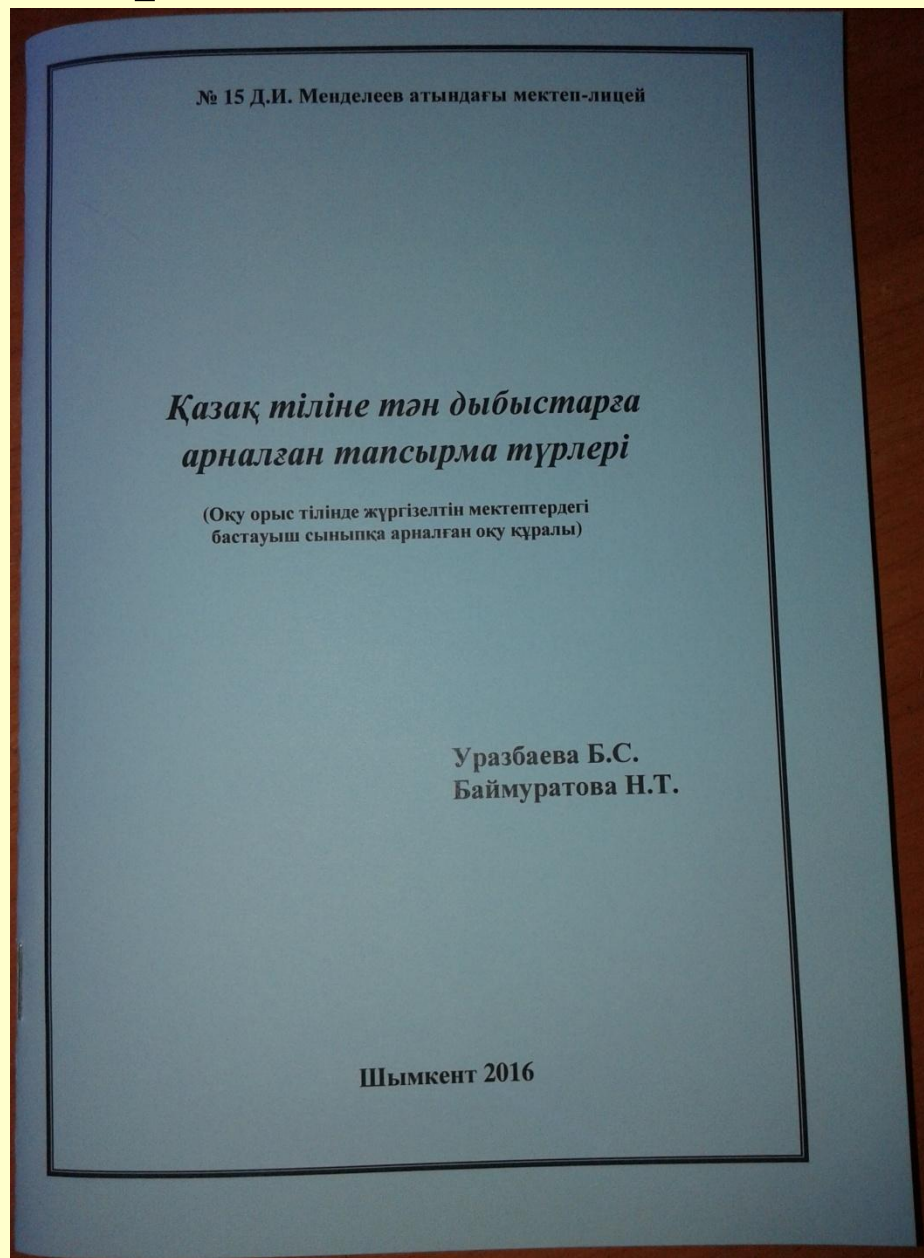 № 15 Д.И. Менделеев атындағы мектеп-лицей
Қазақ тіліне тән дыбыстарға
арналған тапсырма түрлері
(Оқу орыс тілінде жүргізелтін мектептердегі
бастауыш сыныпқа арналған оқу құралы)
Уразбаева Б.С.
Баймуратова Н.Т.
Шымкент 2016